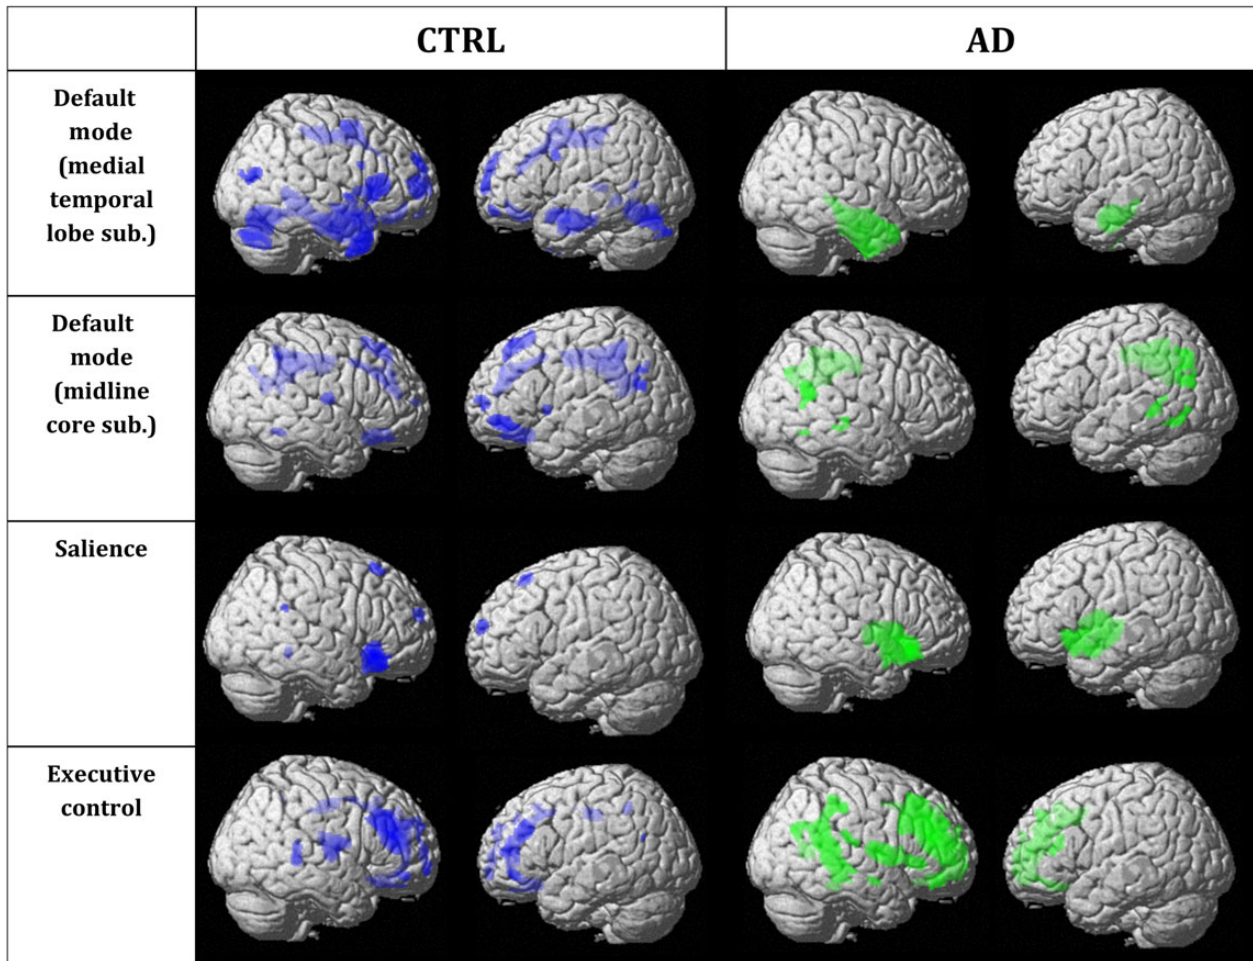 CTRL
AD
Default
mode
(medial
temporal
lobe sub.)
Default
mode
(midline
core sub.)
Salience
Executive
control